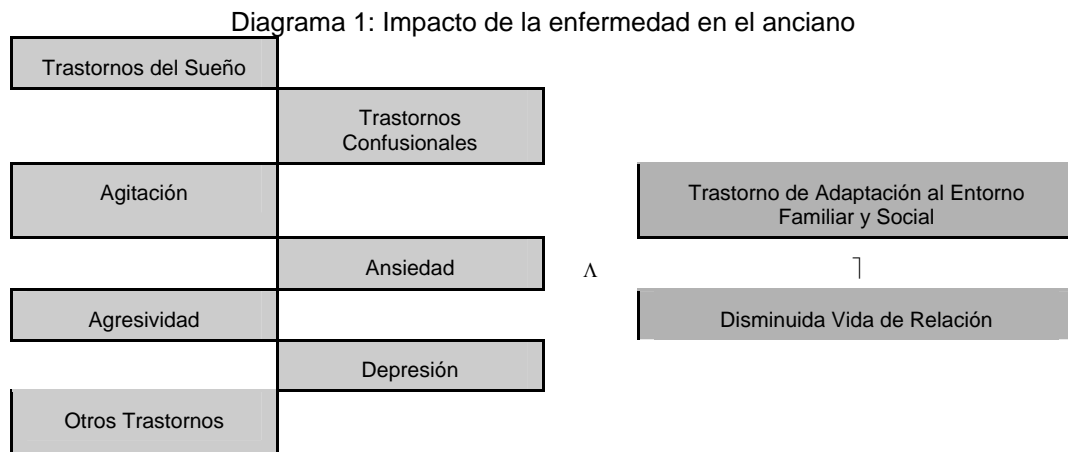 Diagrama 1: Impacto de la enfermedad en el anciano
Trastornos del Sueño
Trastornos
Confusionales
Agitación
Trastorno de Adaptación al Entorno
Familiar y Social
Ansiedad
Λ
⎤
Agresividad
Disminuida Vida de Relación
Depresión
Otros Trastornos